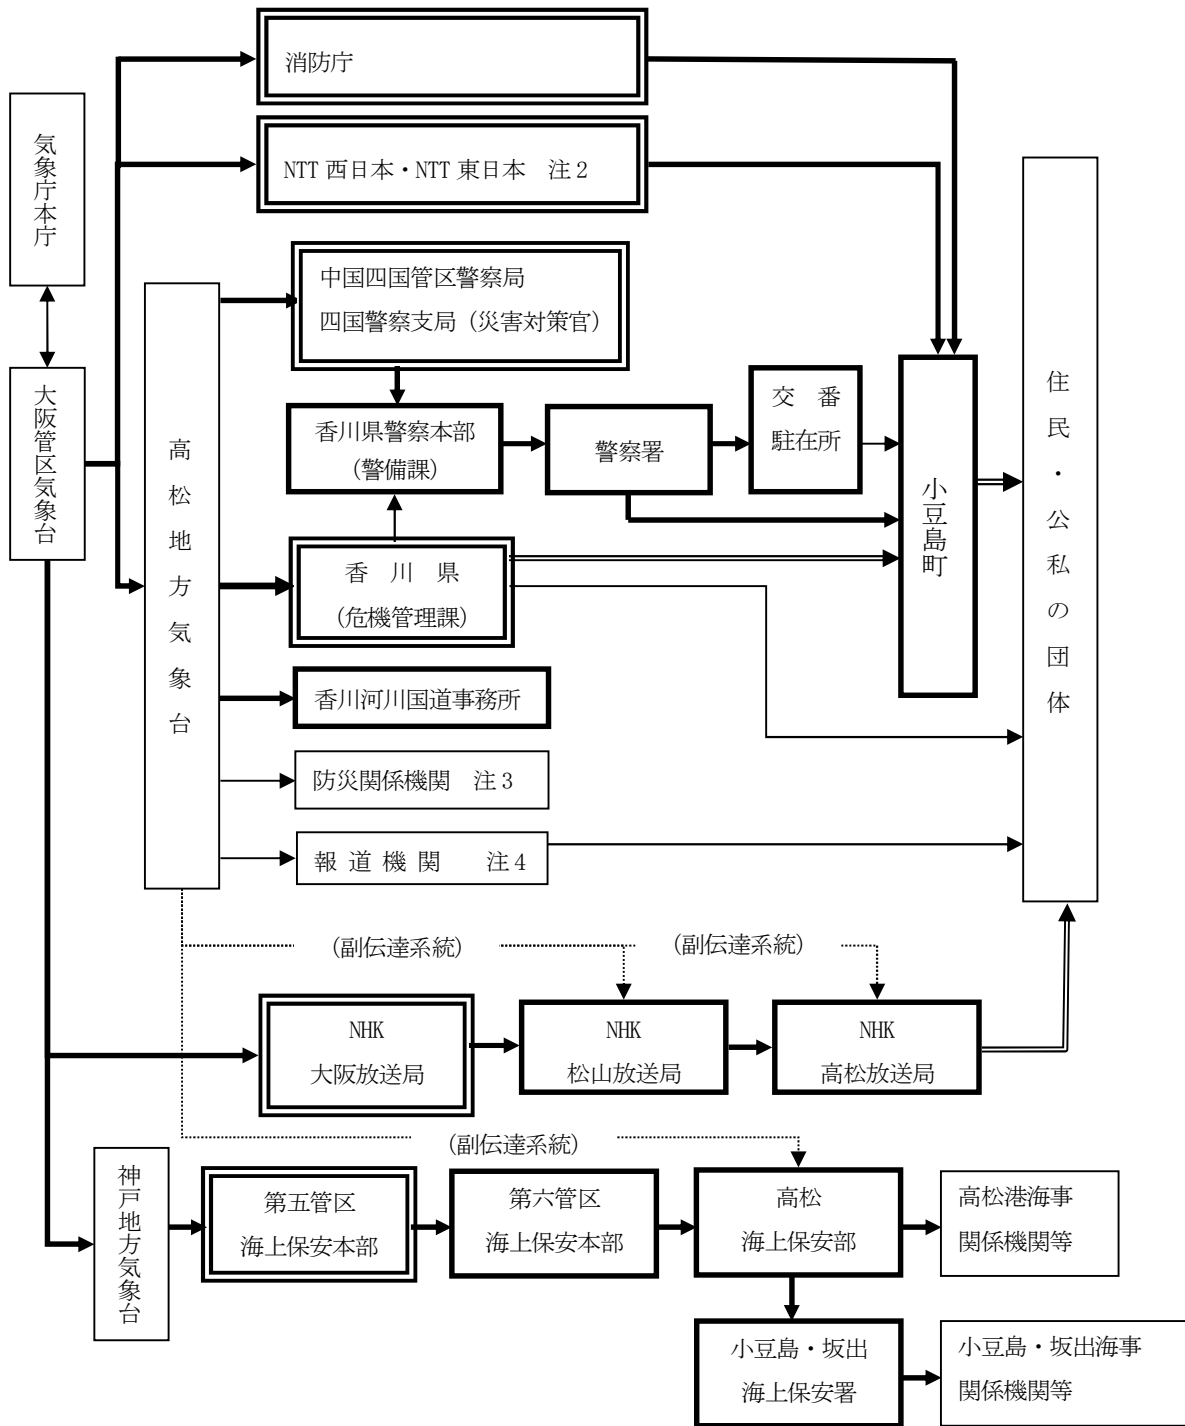 消防庁
NTT 西日本・NTT 東日本　注2
気象庁本庁
中国四国管区警察局
四国警察支局（災害対策官）
大阪管区気象台
高松地方気象台
香川県警察本部
（警備課）
警察署
交　番
駐在所
小豆島町
住民・公私の団体
香　川　県
（危機管理課）
香川河川国道事務所
防災関係機関　注3
報 道 機 関　　注4
（副伝達系統）
（副伝達系統）
NHK
大阪放送局
NHK
松山放送局
NHK
高松放送局
（副伝達系統）
神戸地方気象台
第五管区
海上保安本部
第六管区
海上保安本部
高松
海上保安部
高松港海事
関係機関等
小豆島・坂出
海上保安署
小豆島・坂出海事
関係機関等